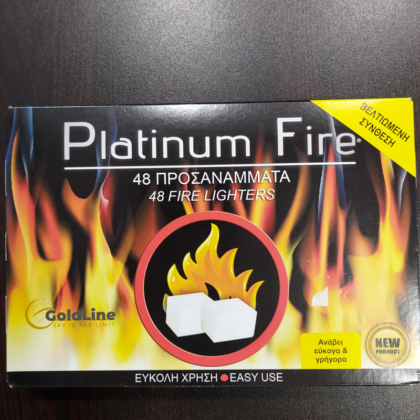 Platinum Fire®
ΒΕΛΤΙΩΜΕΝΗ
ΣΥΝΘΕΣΗ
48 ΠΡΟΣΑΝΑΜΜΑΤΑ
48 FIRE LIGHTERS
GoldLine
SKY IS THE LIMIT
Ανάβει
εύκολα &
γρήγορα
NEW
PRODUCT
ΕΥΚΟΛΗ ΧΡΗΣΗ ● EASY USE